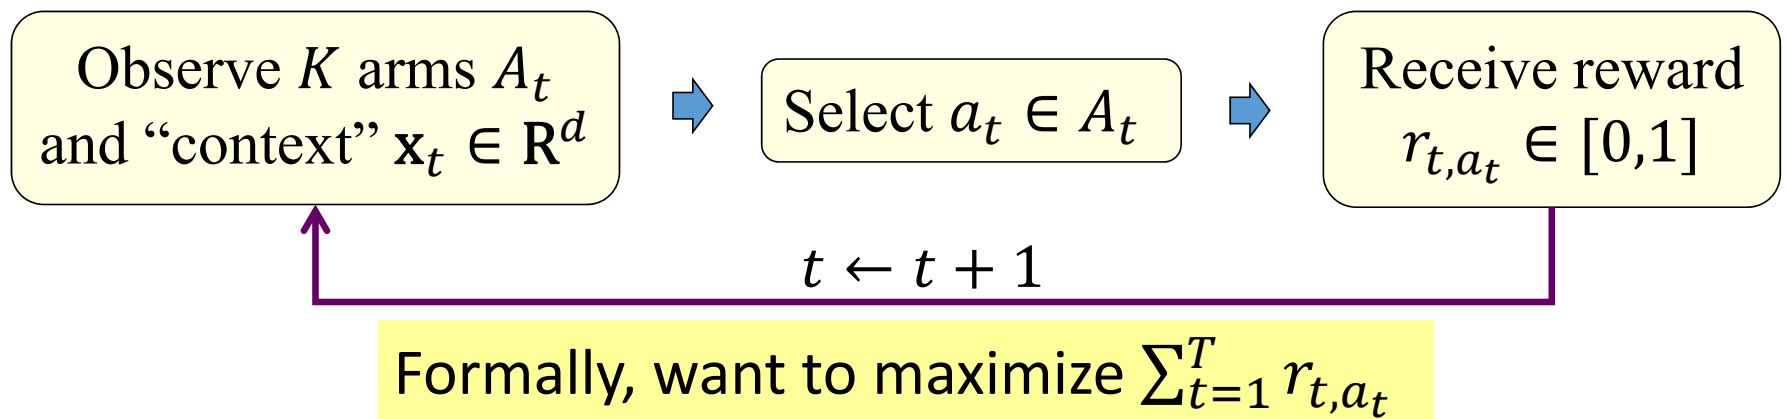 Observe K arms A_t
and “context” x_t ∈ R^d
Select a_t ∈ A_t
Receive reward
r_{t,a_t} ∈ [0,1]
t ← t + 1
Formally, want to maximize ∑_{t=1}^{T} r_{t,a_t}